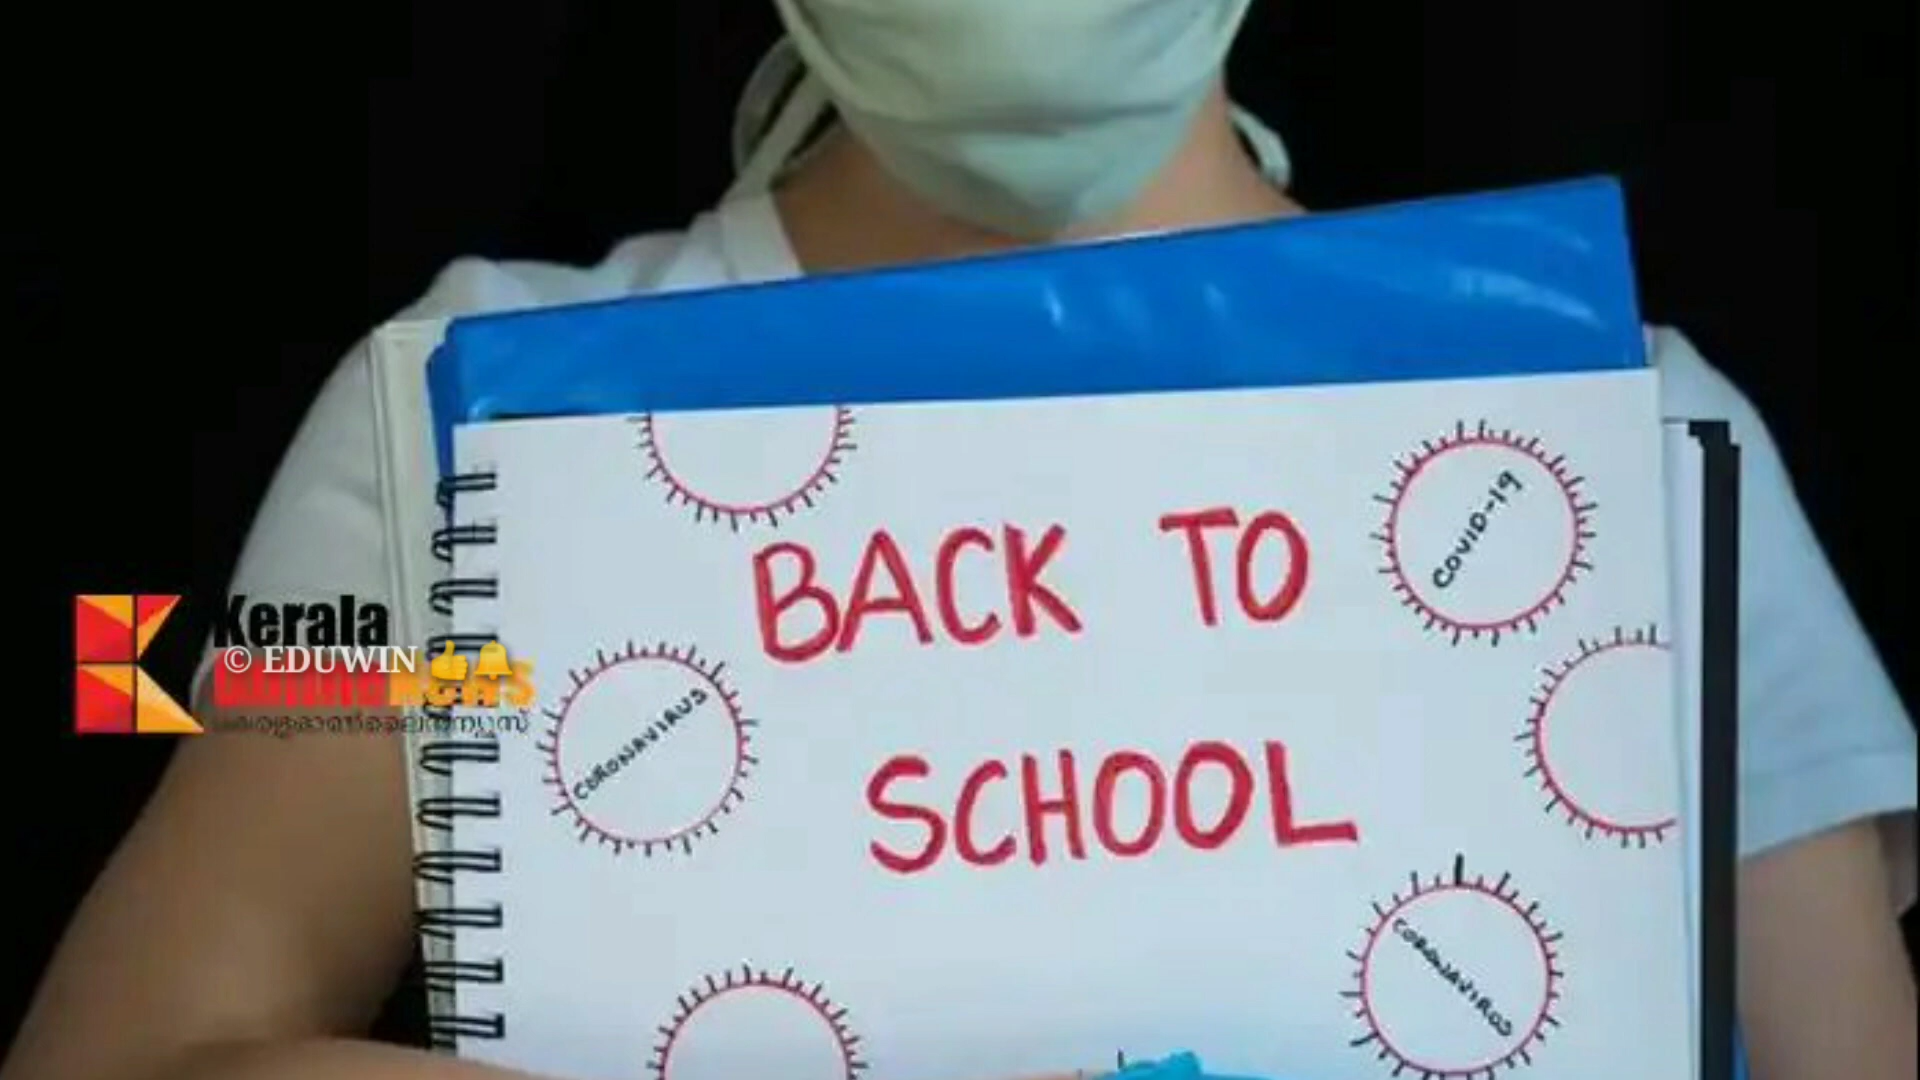 BACK TO
SCHOOL
COVID-19
CORONAVIRUS
CORONAVIRUS
Kerala
© EDUWIN